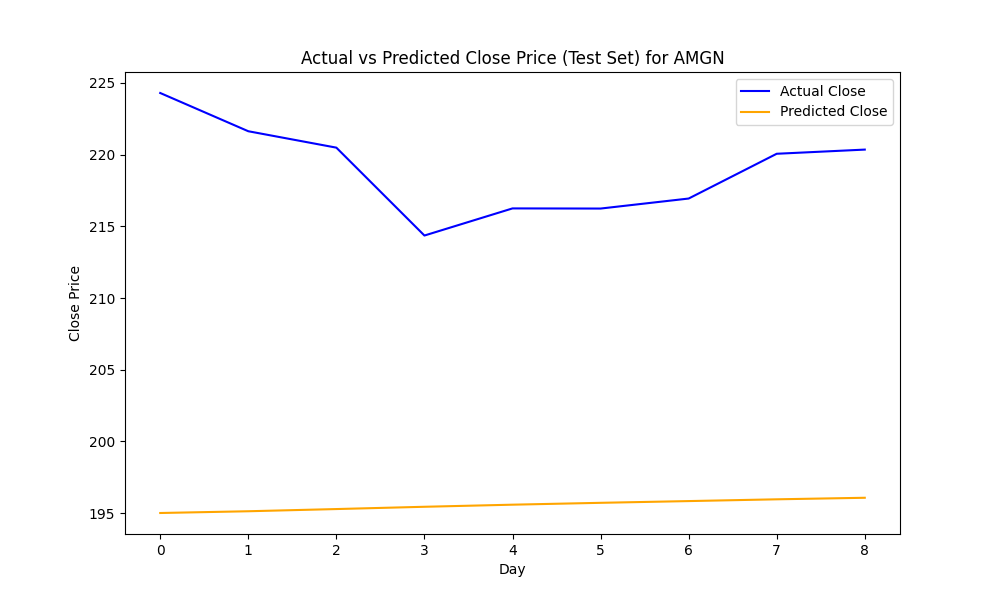 Actual vs Predicted Close Price (Test Set) for AMGN
Actual Close
Predicted Close
225
220
215
210
205
200
195
Close Price
0 1 2 3 4 5 6 7 8
Day